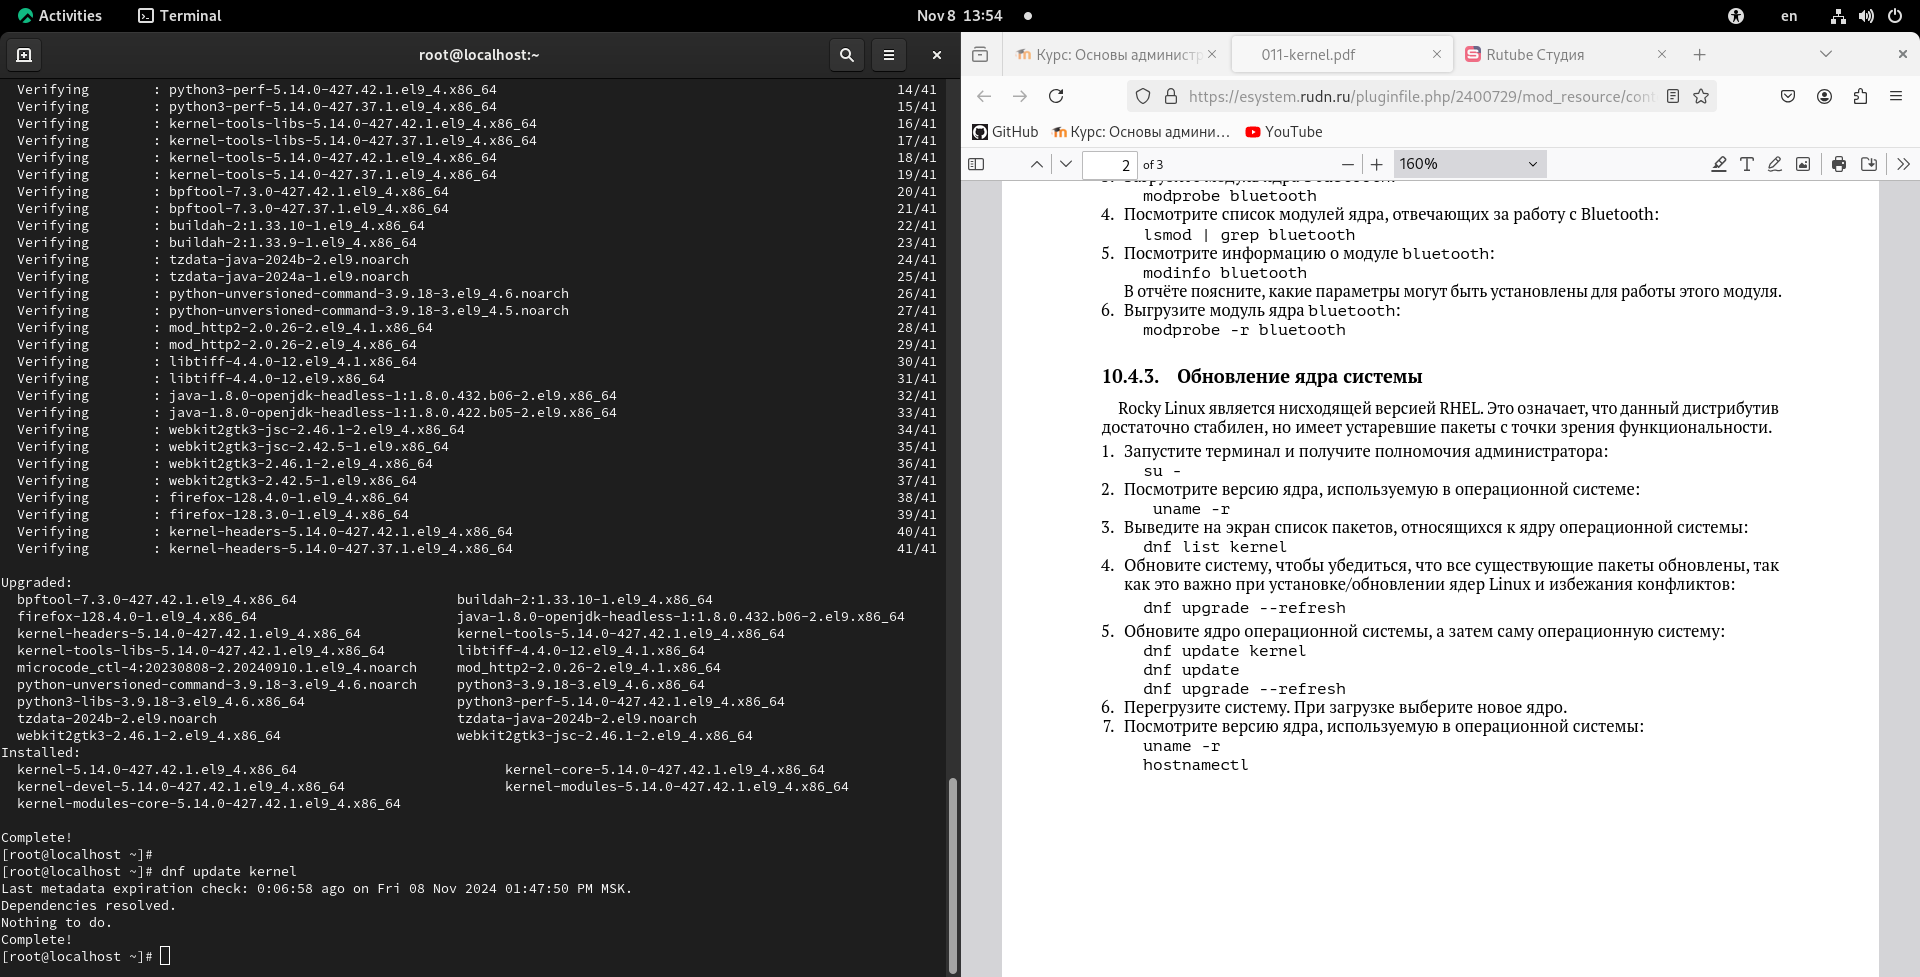 Activities Terminal Nov 8 13:54 en
root@localhost:~
Verifying : python3-perf-5.14.0-427.42.1.el9_4.x86_64 14/41
Verifying : python3-perf-5.14.0-427.37.1.el9_4.x86_64 15/41
Verifying : kernel-tools-libs-5.14.0-427.42.1.el9_4.x86_64 16/41
Verifying : kernel-tools-libs-5.14.0-427.37.1.el9_4.x86_64 17/41
Verifying : kernel-tools-5.14.0-427.42.1.el9_4.x86_64 18/41
Verifying : kernel-tools-5.14.0-427.37.1.el9_4.x86_64 19/41
Verifying : bpftool-7.3.0-427.42.1.el9_4.x86_64 20/41
Verifying : bpftool-7.3.0-427.37.1.el9_4.x86_64 21/41
Verifying : buildah-2:1.33.10-1.el9_4.x86_64 22/41
Verifying : buildah-2:1.33.9-1.el9_4.x86_64 23/41
Verifying : tzdata-java-2024b-2.el9.noarch 24/41
Verifying : tzdata-java-2024a-1.el9.noarch 25/41
Verifying : python-unversioned-command-3.9.18-3.el9_4.6.noarch 26/41
Verifying : python-unversioned-command-3.9.18-3.el9_4.5.noarch 27/41
Verifying : mod_http2-2.0.26-2.el9_4.1.x86_64 28/41
Verifying : mod_http2-2.0.26-2.el9_4.x86_64 29/41
Verifying : libtiff-4.4.0-12.el9_4.1.x86_64 30/41
Verifying : libtiff-4.4.0-12.el9.x86_64 31/41
Verifying : java-1.8.0-openjdk-headless-1:1.8.0.432.b06-2.el9.x86_64 32/41
Verifying : java-1.8.0-openjdk-headless-1:1.8.0.422.b05-2.el9.x86_64 33/41
Verifying : webkit2gtk3-jsc-2.46.1-2.el9_4.x86_64 34/41
Verifying : webkit2gtk3-jsc-2.42.5-1.el9.x86_64 35/41
Verifying : webkit2gtk3-2.46.1-2.el9_4.x86_64 36/41
Verifying : webkit2gtk3-2.42.5-1.el9.x86_64 37/41
Verifying : firefox-128.4.0-1.el9_4.x86_64 38/41
Verifying : firefox-128.3.0-1.el9_4.x86_64 39/41
Verifying : kernel-headers-5.14.0-427.42.1.el9_4.x86_64 40/41
Verifying : kernel-headers-5.14.0-427.37.1.el9_4.x86_64 41/41
Upgraded:
bpftool-7.3.0-427.42.1.el9_4.x86_64 buildah-2:1.33.10-1.el9_4.x86_64
firefox-128.4.0-1.el9_4.x86_64 java-1.8.0-openjdk-headless-1:1.8.0.432.b06-2.el9.x86_64
kernel-headers-5.14.0-427.42.1.el9_4.x86_64 kernel-tools-5.14.0-427.42.1.el9_4.x86_64
kernel-tools-libs-5.14.0-427.42.1.el9_4.x86_64 libtiff-4.4.0-12.el9_4.1.x86_64
microcode_ctl-4:20230808-2.20240910.1.el9_4.noarch mod_http2-2.0.26-2.el9_4.1.x86_64
python-unversioned-command-3.9.18-3.el9_4.6.noarch python3-3.9.18-3.el9_4.6.x86_64
python3-libs-3.9.18-3.el9_4.6.x86_64 python3-perf-5.14.0-427.42.1.el9_4.x86_64
tzdata-2024b-2.el9.noarch tzdata-java-2024b-2.el9.noarch
webkit2gtk3-2.46.1-2.el9_4.x86_64 webkit2gtk3-jsc-2.46.1-2.el9_4.x86_64
Installed:
kernel-5.14.0-427.42.1.el9_4.x86_64 kernel-core-5.14.0-427.42.1.el9_4.x86_64
kernel-devel-5.14.0-427.42.1.el9_4.x86_64 kernel-modules-5.14.0-427.42.1.el9_4.x86_64
kernel-modules-core-5.14.0-427.42.1.el9_4.x86_64
Complete!
[root@localhost ~]#
[root@localhost ~]# dnf update kernel
Last metadata expiration check: 0:06:58 ago on Fri 08 Nov 2024 01:47:50 PM MSK.
Dependencies resolved.
Nothing to do.
Complete!
[root@localhost ~]#
Курс: Основы администр 011-kernel.pdf Rutube Студия
https://esystem.rudn.ru/pluginfile.php/2400729/mod_resource/cont
GitHub Курс: Основы админи… YouTube
2 of 3 160%
modprobe bluetooth
4. Посмотрите список модулей ядра, отвечающих за работу с Bluetooth:
lsmod | grep bluetooth
5. Посмотрите информацию о модуле bluetooth:
modinfo bluetooth
В отчёте поясните, какие параметры могут быть установлены для работы этого модуля.
6. Выгрузите модуль ядра bluetooth:
modprobe -r bluetooth
10.4.3. Обновление ядра системы
Rocky Linux является нисходящей версией RHEL. Это означает, что данный дистрибутив
достаточно стабилен, но имеет устаревшие пакеты с точки зрения функциональности.
1. Запустите терминал и получите полномочия администратора:
su -
2. Посмотрите версию ядра, используемую в операционной системе:
uname -r
3. Выведите на экран список пакетов, относящихся к ядру операционной системы:
dnf list kernel
4. Обновите систему, чтобы убедиться, что все существующие пакеты обновлены, так
как это важно при установке/обновлении ядер Linux и избежания конфликтов:
dnf upgrade --refresh
5. Обновите ядро операционной системы, а затем саму операционную систему:
dnf update kernel
dnf update
dnf upgrade --refresh
6. Перегрузите систему. При загрузке выберите новое ядро.
7. Посмотрите версию ядра, используемую в операционной системы:
uname -r
hostnamectl